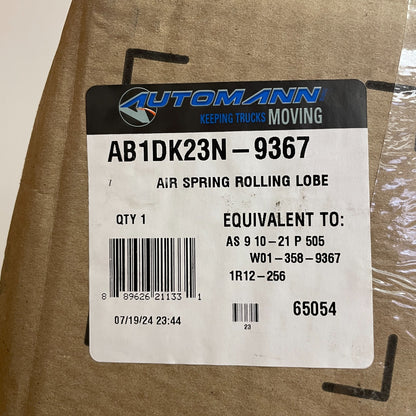 AUTOMANN
KEEPING TRUCKS MOVING
AB1DK23N-9367
AIR SPRING ROLLING LOBE
QTY 1
EQUIVALENT TO:
AS 9 10-21 P 505
W01-358-9367
1R12-256
8 89626 21133 1
07/19/24 23:44
23
65054